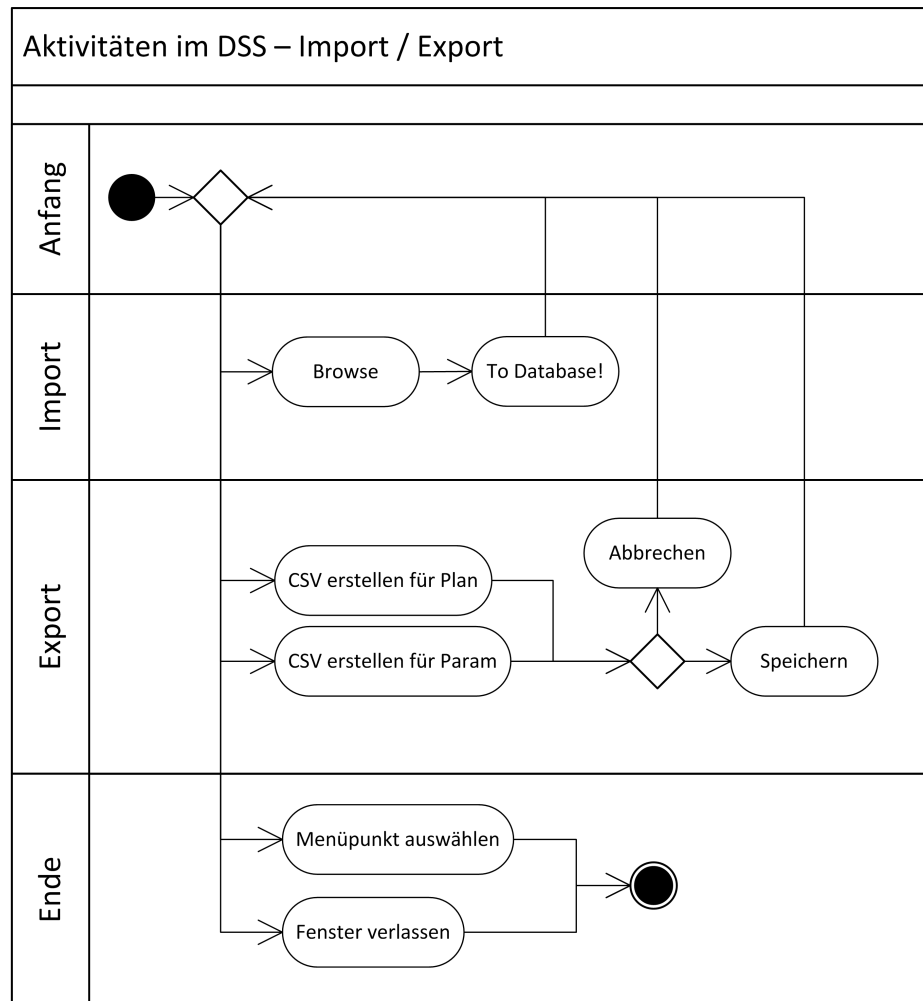 Aktivitäten im DSS – Import / Export
Anfang
Import
Browse
To Database!
Export
Abbrechen
CSV erstellen für Plan
CSV erstellen für Param
Speichern
Ende
Menüpunkt auswählen
Fenster verlassen